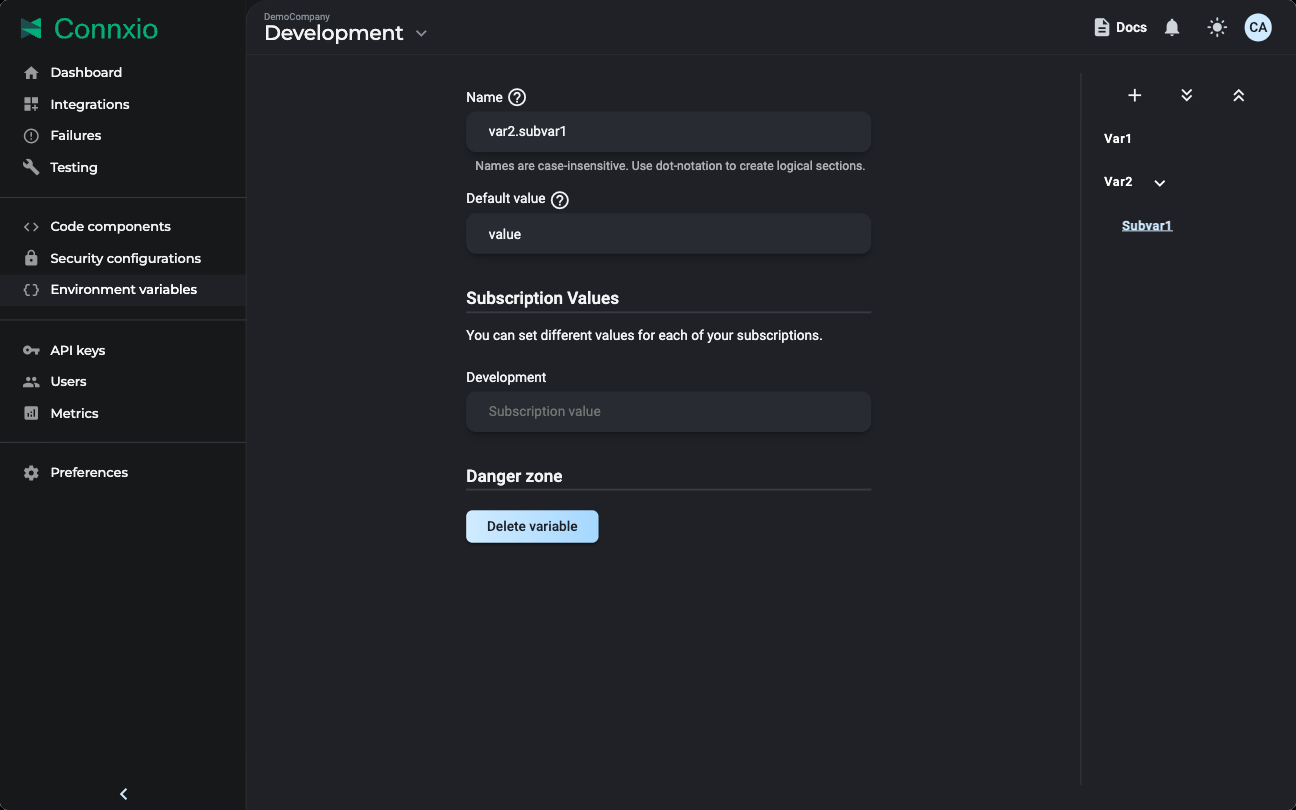 Connxio
Dashboard
Integrations
Failures
Testing
Code components
Security configurations
Environment variables
API keys
Users
Metrics
Preferences
DemoCompany
Development
Docs
CA
Name
var2.subvar1
Names are case-insensitive. Use dot-notation to create logical sections.
Default value
value
Subscription Values
You can set different values for each of your subscriptions.
Development
Subscription value
Danger zone
Delete variable
Var1
Var2
Subvar1